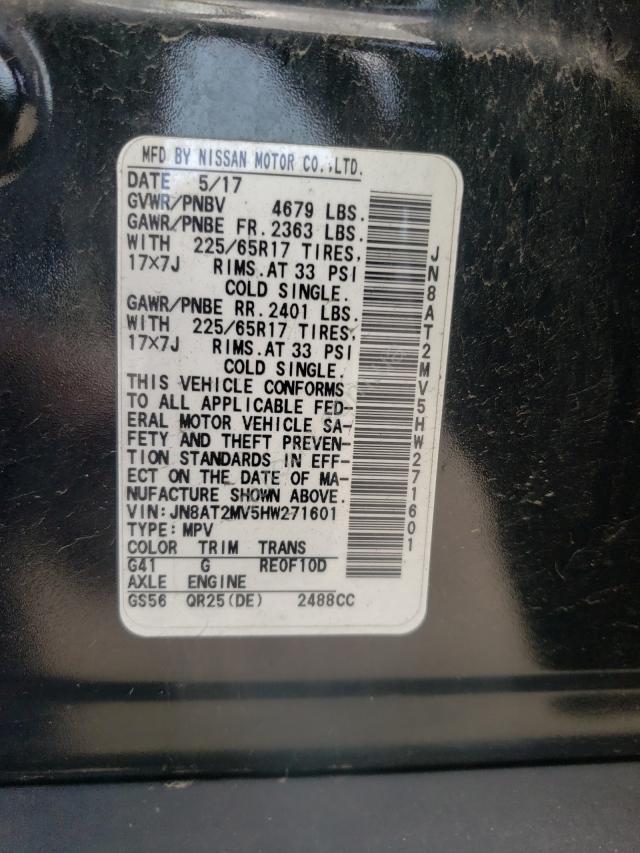 MFD BY NISSAN MOTOR CO.,LTD.
DATE 5/17
GVWR/PNBV 4679 LBS.
GAWR/PNBE FR. 2363 LBS.
WITH 225/65R17 TIRES,
17X7J RIMS.AT 33 PSI
COLD SINGLE.
GAWR/PNBE RR. 2401 LBS.
WITH 225/65R17 TIRES,
17X7J RIMS.AT 33 PSI
COLD SINGLE.
THIS VEHICLE CONFORMS
TO ALL APPLICABLE FED-
ERAL MOTOR VEHICLE SA-
FETY AND THEFT PREVEN-
TION STANDARDS IN EFF-
ECT ON THE DATE OF MA-
NUFACTURE SHOWN ABOVE.
VIN:JN8AT2MV5HW271601
TYPE:MPV
COLOR TRIM TRANS
G41 G RE0F10D
AXLE ENGINE
GS56 QR25(DE) 2488CC
JN8AT2MV5HW271601